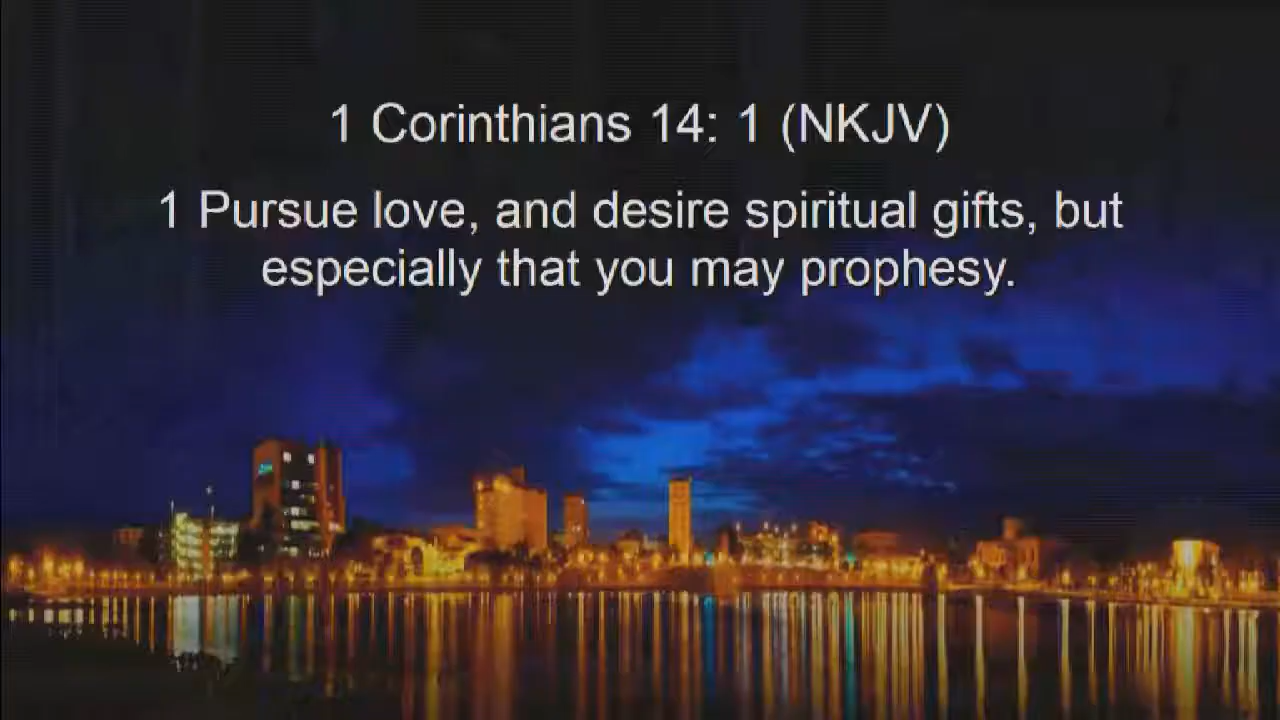 1 Corinthians 14: 1 (NKJV)
1 Pursue love, and desire spiritual gifts, but
especially that you may prophesy.